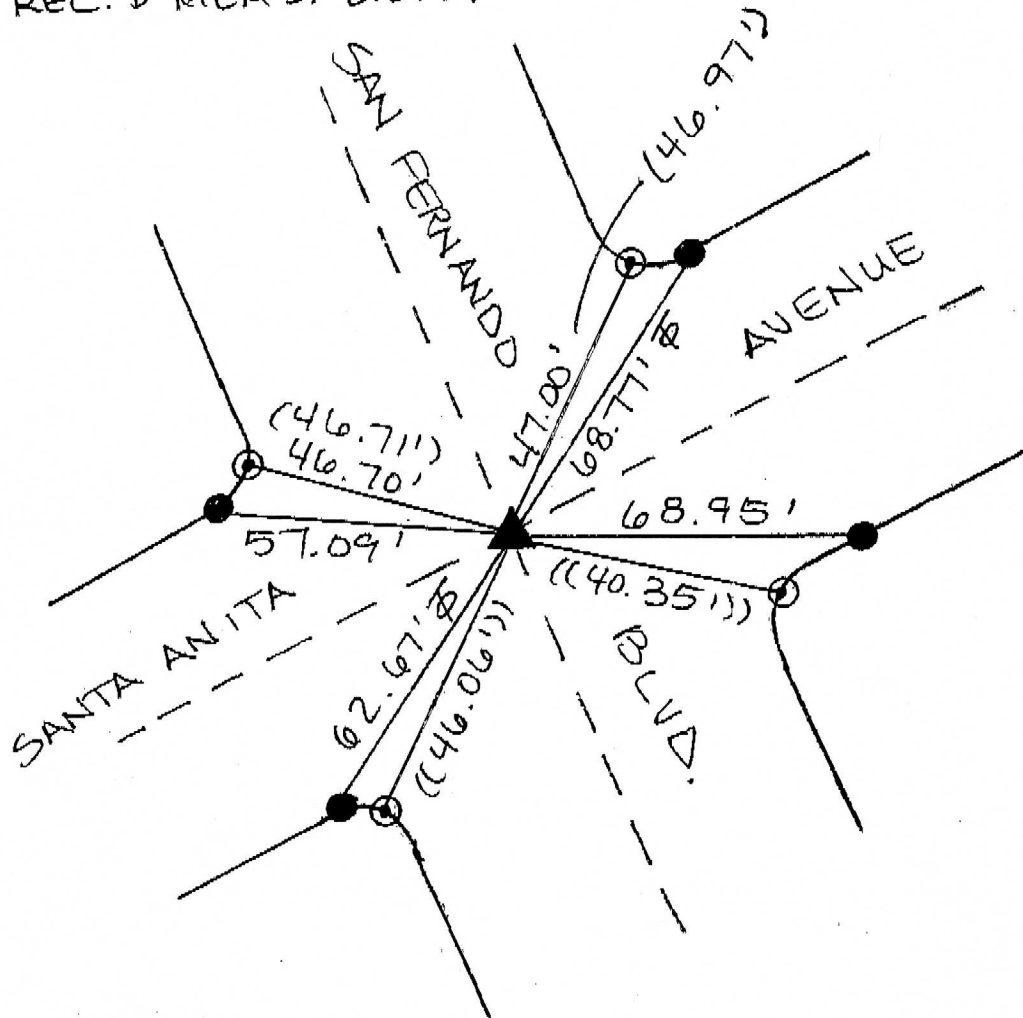 SAN FERNANDO
(46.97')
47.00'
68.77'
AVENUE
(46.71')
46.70'
57.09'
68.95'
((40.35'))
SANTA ANITA
62.67'
((46.06'))
BLVD.